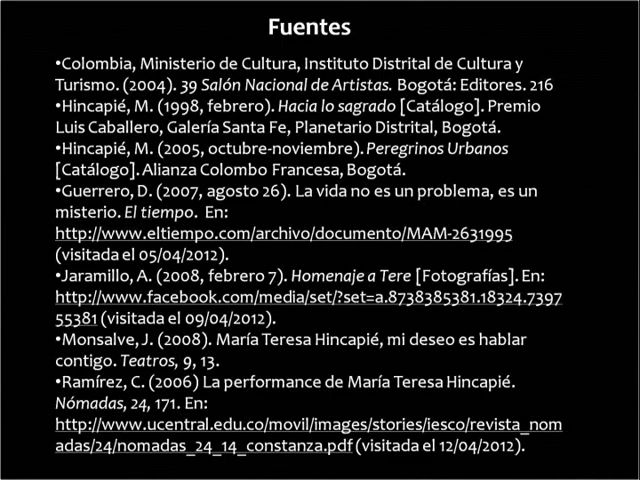 Fuentes
•Colombia, Ministerio de Cultura, Instituto Distrital de Cultura y
Turismo. (2004). 39 Salón Nacional de Artistas. Bogotá: Editores. 216
•Hincapié, M. (1998, febrero). Hacia lo sagrado [Catálogo]. Premio
Luis Caballero, Galería Santa Fe, Planetario Distrital, Bogotá.
•Hincapié, M. (2005, octubre-noviembre). Peregrinos Urbanos
[Catálogo]. Alianza Colombo Francesa, Bogotá.
•Guerrero, D. (2007, agosto 26). La vida no es un problema, es un
misterio. El tiempo. En:
http://www.eltiempo.com/archivo/documento/MAM-2631995
(visitada el 05/04/2012).
•Jaramillo, A. (2008, febrero 7). Homenaje a Tere [Fotografías]. En:
http://www.facebook.com/media/set/?set=a.8738385381.18324.7397
55381 (visitada el 09/04/2012).
•Monsalve, J. (2008). María Teresa Hincapié, mi deseo es hablar
contigo. Teatros, 9, 13.
•Ramírez, C. (2006) La performance de María Teresa Hincapié.
Nómadas, 24, 171. En:
http://www.ucentral.edu.co/movil/images/stories/iesco/revista_nom
adas/24/nomadas_24_14_constanza.pdf (visitada el 12/04/2012).